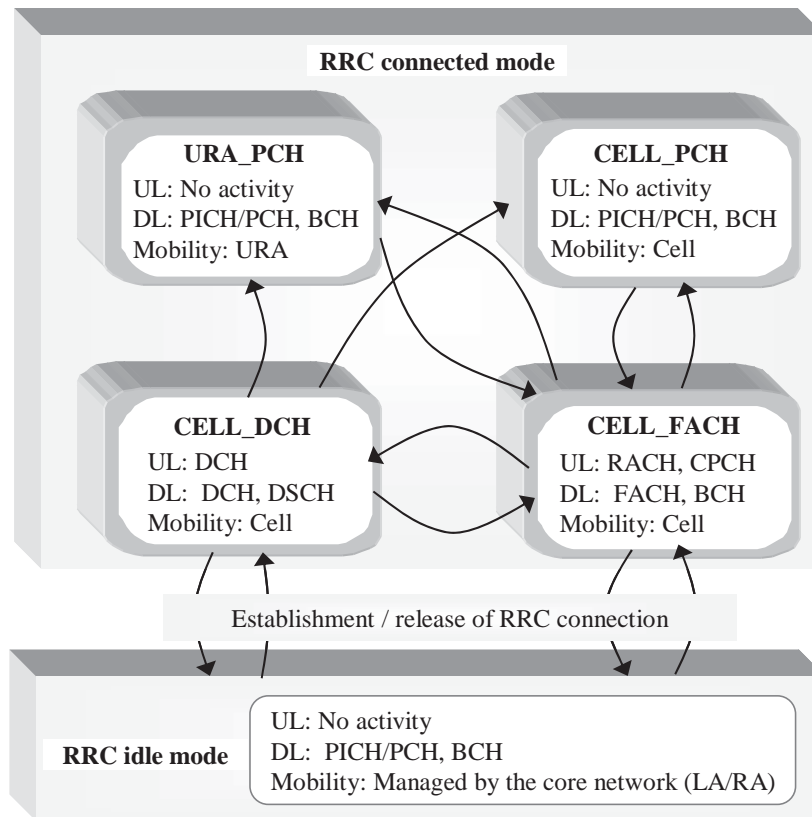 RRC connected mode
URA_PCH
UL: No activity
DL: PICH/PCH, BCH
Mobility: URA
CELL_PCH
UL: No activity
DL: PICH/PCH, BCH
Mobility: Cell
CELL_DCH
UL: DCH
DL: DCH, DSCH
Mobility: Cell
CELL_FACH
UL: RACH, CPCH
DL: FACH, BCH
Mobility: Cell
Establishment / release of RRC connection
RRC idle mode
UL: No activity
DL: PICH/PCH, BCH
Mobility: Managed by the core network (LA/RA)